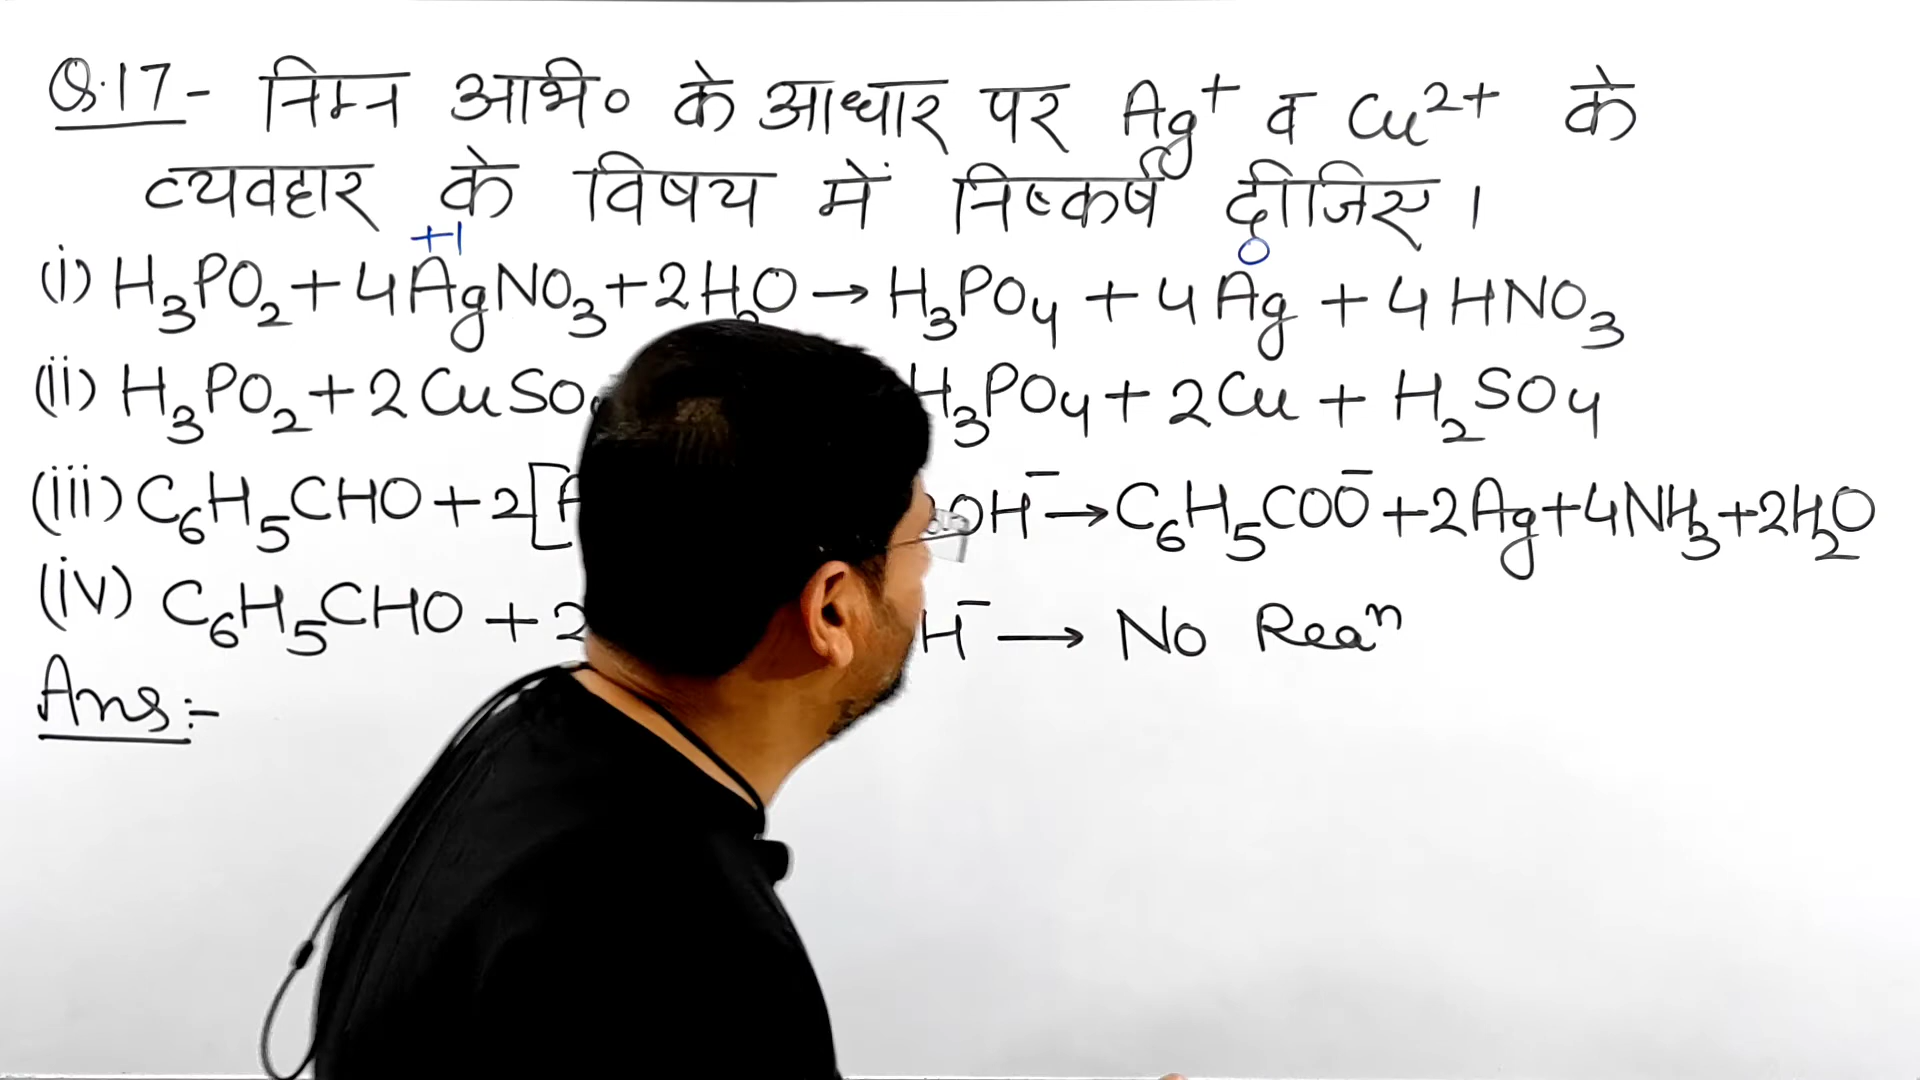 Q.17- निम्न अभि० के आधार पर Ag⁺ व Cu²⁺ के
व्यवहार के विषय में निष्कर्ष दीजिए।
+1 0
(i) H₃PO₂ + 4AgNO₃ + 2H₂O → H₃PO₄ + 4Ag + 4HNO₃
(ii) H₃PO₂ + 2CuSO₄ H₃PO₄ + 2Cu + H₂SO₄
(iii) C₆H₅CHO + 2[A OH⁻ → C₆H₅COO⁻ + 2Ag + 4NH₃ + 2H₂O
(iv) C₆H₅CHO + 2 H⁻ → No Reaⁿ
Ans:-